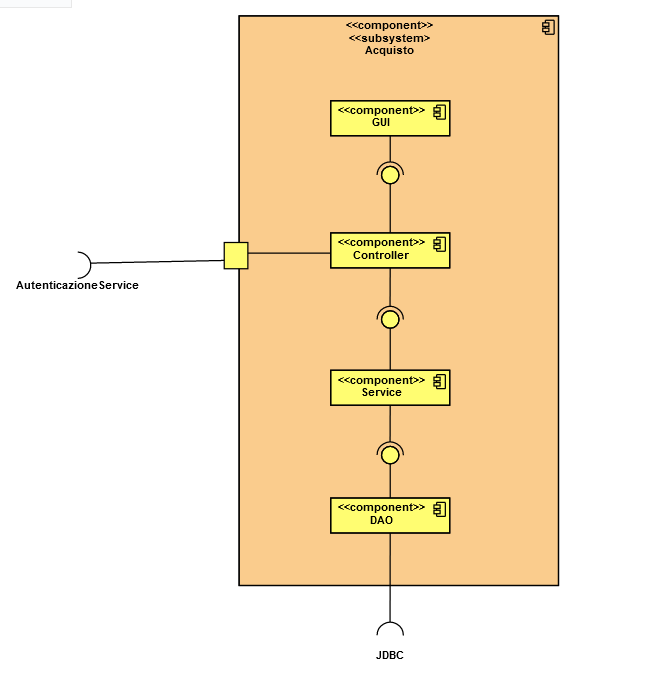 <<component>>
<<subsystem>
Acquisto
<<component>>
GUI
<<component>>
Controller
AutenticazioneService
<<component>>
Service
<<component>>
DAO
JDBC